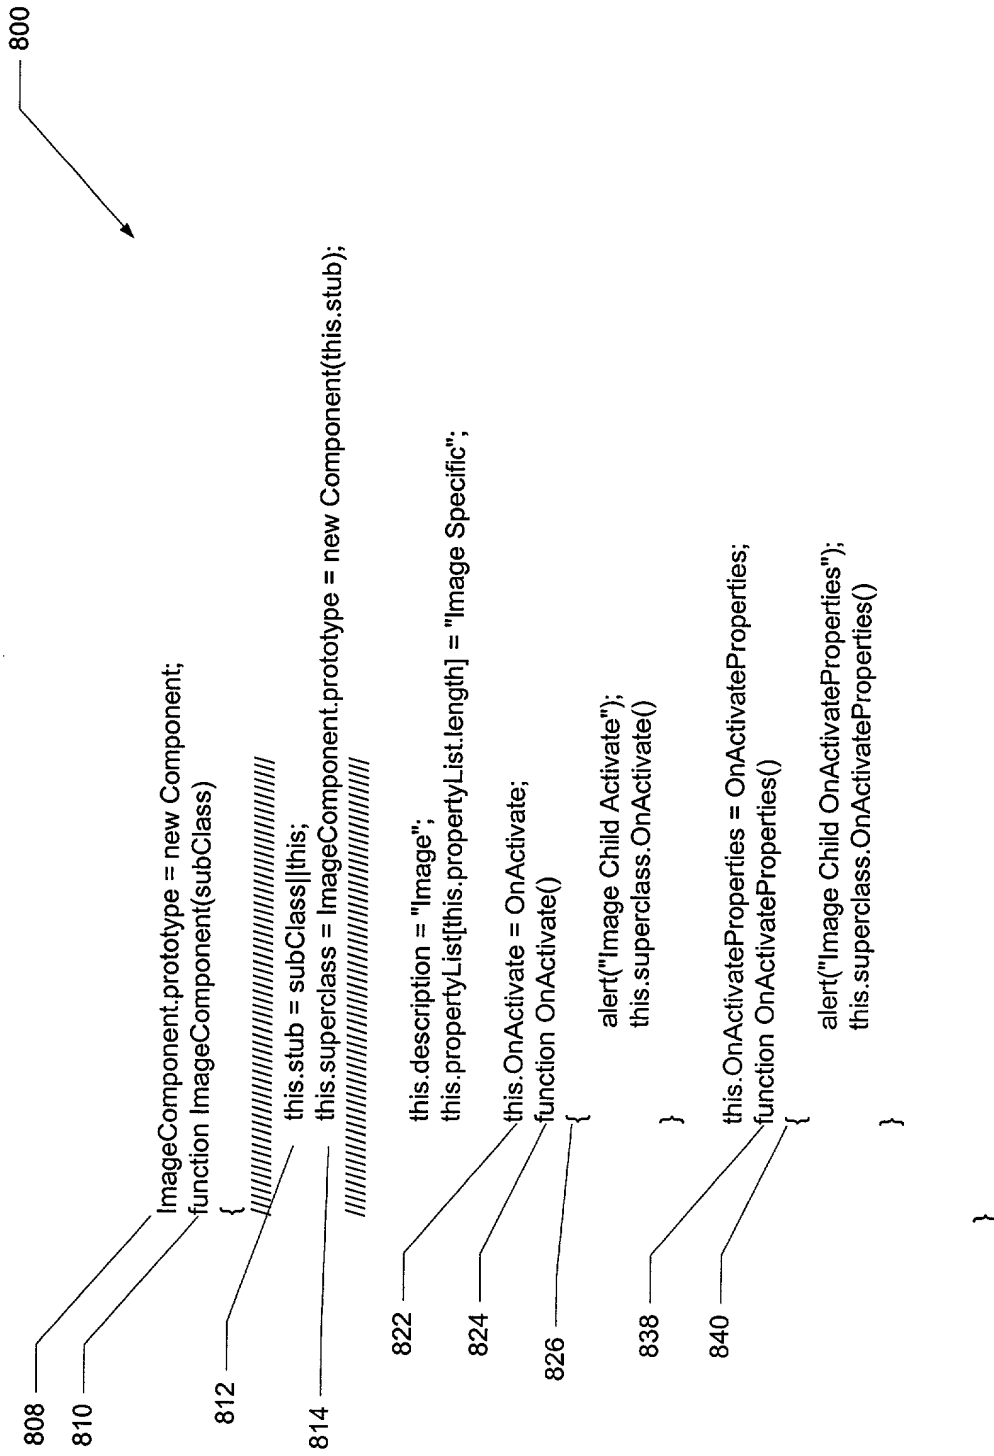 800
808
810
812
814
822
824
826
838
840
ImageComponent.prototype = new Component;
function ImageComponent(subClass)
{
////////////////////////////////////////////////////////////
this.stub = subClass||this;
this.superclass = ImageComponent.prototype = new Component(this.stub);
////////////////////////////////////////////////////////////
this.description = "Image";
this.propertyList[this.propertyList.length] = "Image Specific";
this.OnActivate = OnActivate;
function OnActivate()
{
alert("Image Child Activate");
this.superclass.OnActivate()
}
this.OnActivateProperties = OnActivateProperties;
function OnActivateProperties()
{
alert("Image Child OnActivateProperties");
this.superclass.OnActivateProperties()
}
}